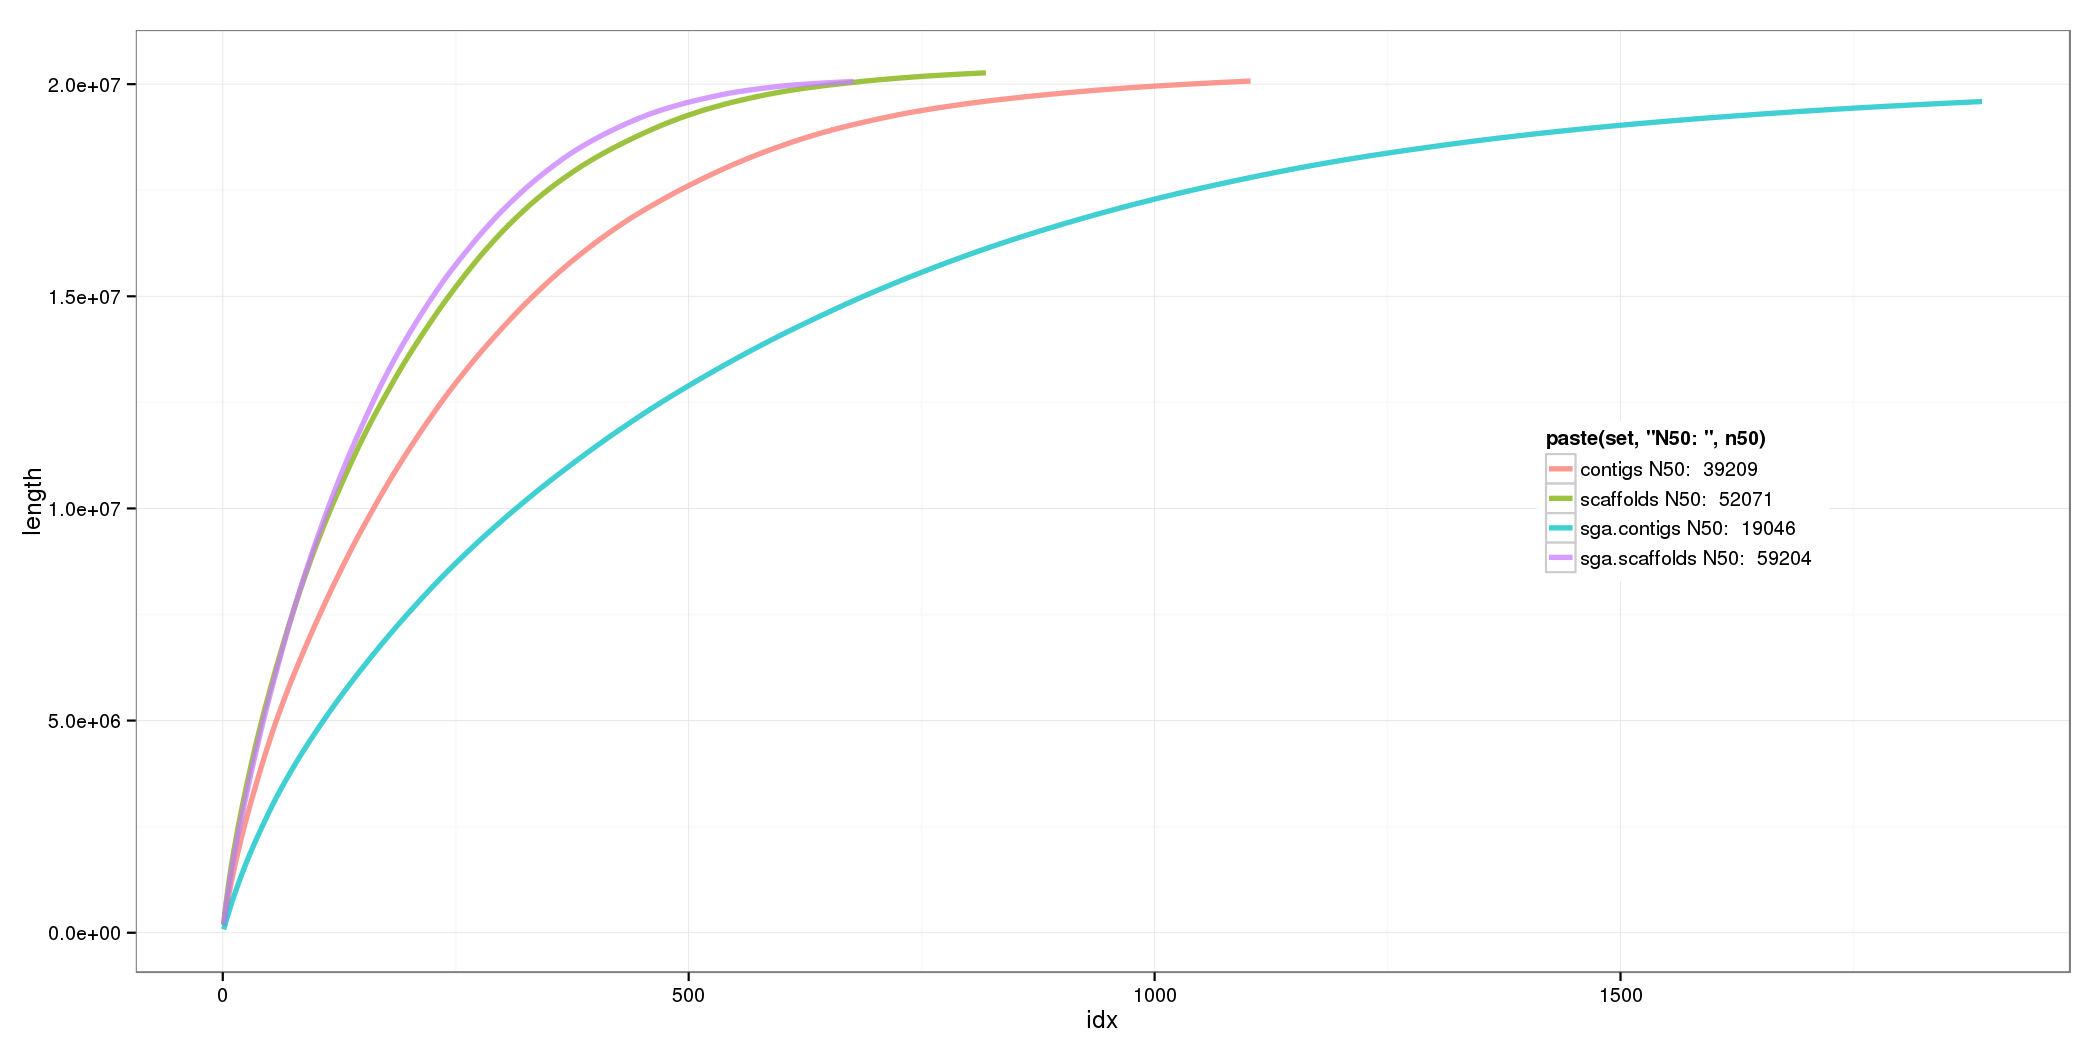 2.0e+07
1.5e+07
1.0e+07
5.0e+06
0.0e+00
length
paste(set, "N50: ", n50)
contigs N50:  39209
scaffolds N50:  52071
sga.contigs N50:  19046
sga.scaffolds N50:  59204
0 500 1000 1500
idx